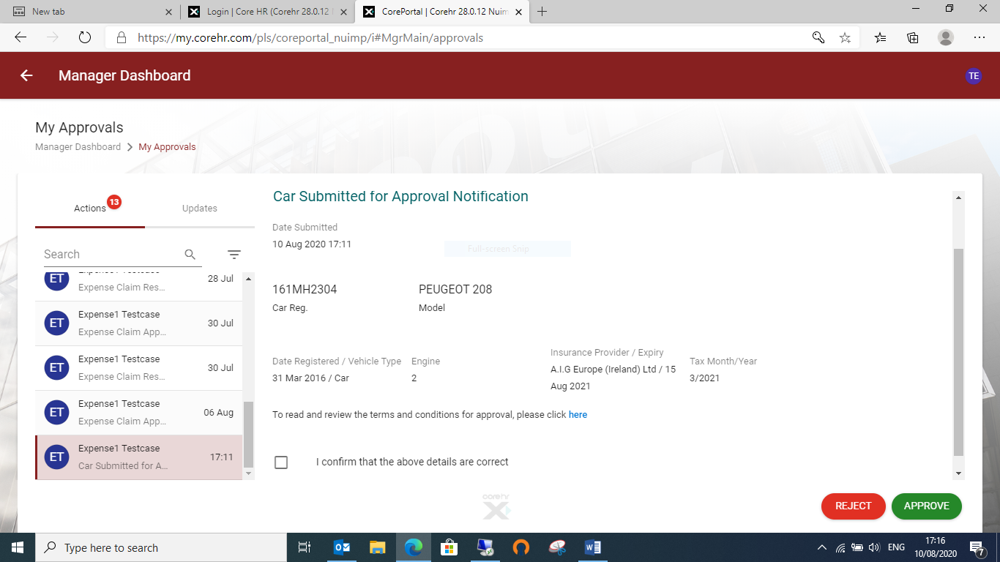 New tab
Login | Core HR (Corehr 28.0.12
CorePortal | Corehr 28.0.12 Nuim
https://my.corehr.com/pls/coreportal_nuimp/i#MgrMain/approvals
Manager Dashboard
TE
My Approvals
Manager Dashboard > My Approvals
Actions 13
Updates
Search
ET
28 Jul
Expense Claim Res...
ET Expense1 Testcase
30 Jul
Expense Claim App...
ET Expense1 Testcase
30 Jul
Expense Claim Res...
ET Expense1 Testcase
06 Aug
Expense Claim App...
ET Expense1 Testcase
17:11
Car Submitted for A...
Car Submitted for Approval Notification
Date Submitted
10 Aug 2020 17:11
Full-screen Snip
161MH2304
PEUGEOT 208
Car Reg.
Model
Date Registered / Vehicle Type
31 Mar 2016 / Car
Engine
2
Insurance Provider / Expiry
A.I.G Europe (Ireland) Ltd / 15
Aug 2021
Tax Month/Year
3/2021
To read and review the terms and conditions for approval, please click here
I confirm that the above details are correct
corehr
REJECT
APPROVE
Type here to search
ENG
17:16
10/08/2020
7